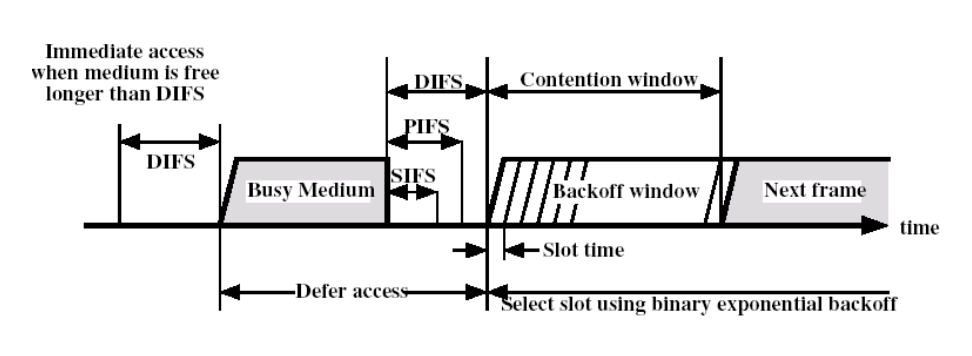 Immediate access
when medium is free
longer than DIFS
DIFS
Contention window
PIFS
DIFS
SIFS
Busy Medium
Backoff window
Next frame
time
Slot time
Defer access
Select slot using binary exponential backoff